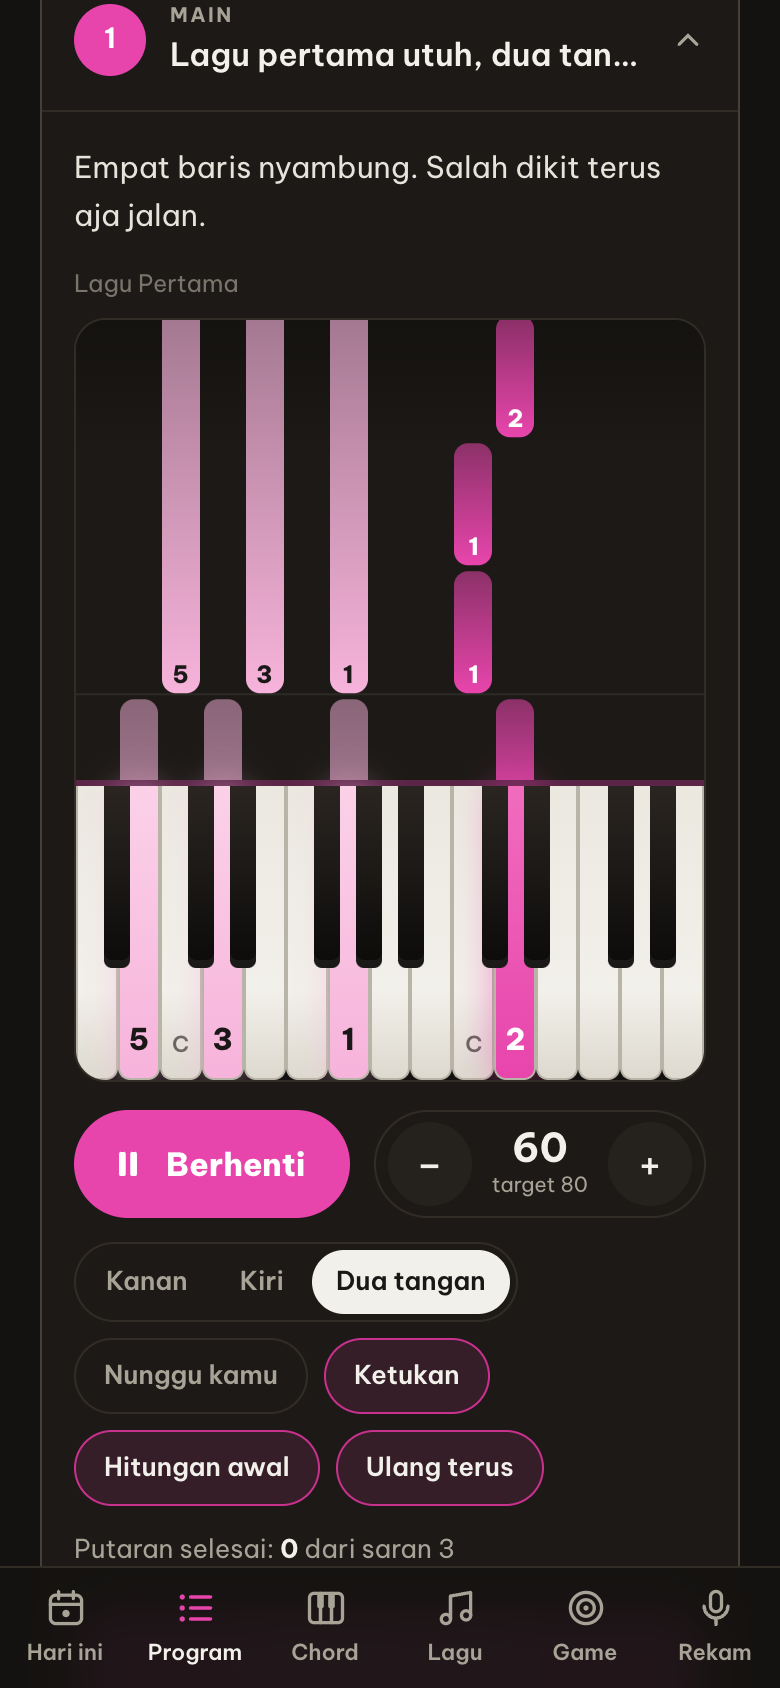 1
MAIN
Lagu pertama utuh, dua tan...
Empat baris nyambung. Salah dikit terus
aja jalan.
Lagu Pertama
2
1
5 3 1 1
5 C 3 1 C 2
Berhenti
− 60 +
target 80
Kanan Kiri Dua tangan
Nunggu kamu Ketukan
Hitungan awal Ulang terus
Putaran selesai: 0 dari saran 3
Hari ini Program Chord Lagu Game Rekam